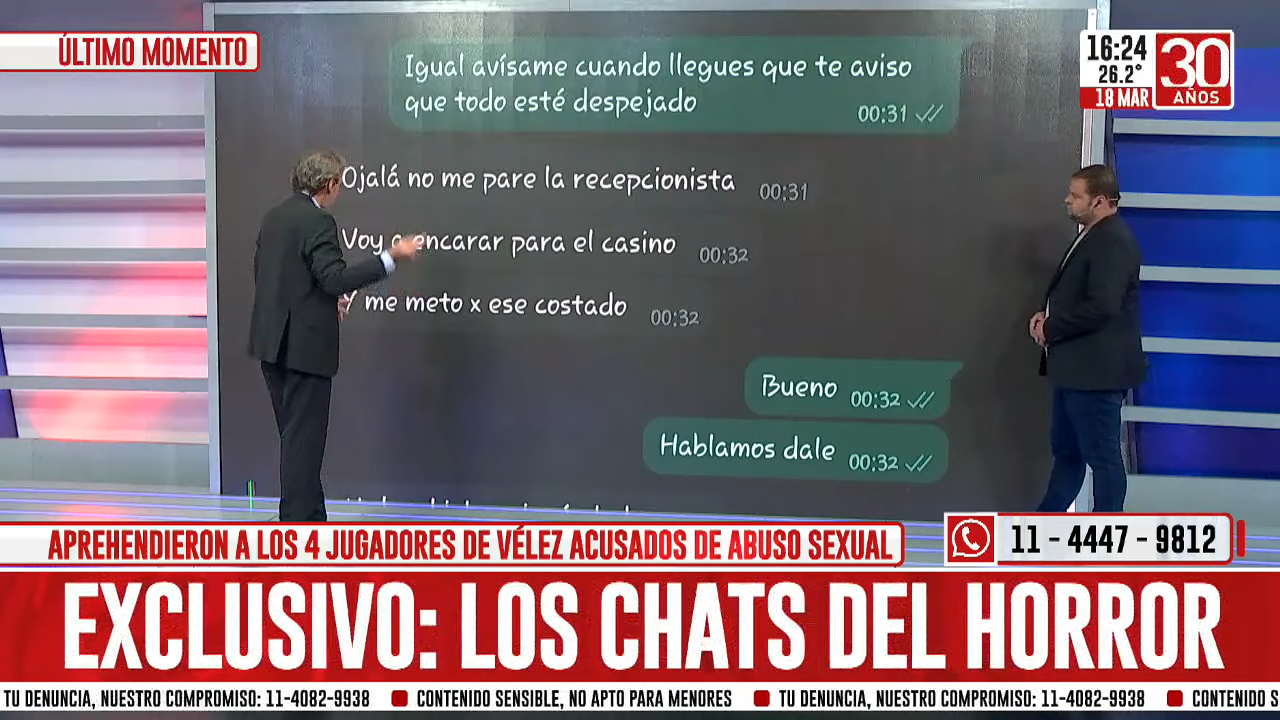 ÚLTIMO MOMENTO
16:24
26.2°
18 MAR
30
AÑOS
Igual avísame cuando llegues que te aviso
que todo esté despejado
00:31
Ojalá no me pare la recepcionista 00:31
Voy a encarar para el casino 00:32
Y me meto x ese costado 00:32
Bueno 00:32
Hablamos dale 00:32
APREHENDIERON A LOS 4 JUGADORES DE VÉLEZ ACUSADOS DE ABUSO SEXUAL
11 - 4447 - 9812
EXCLUSIVO: LOS CHATS DEL HORROR
TU DENUNCIA, NUESTRO COMPROMISO: 11-4082-9938 CONTENIDO SENSIBLE, NO APTO PARA MENORES TU DENUNCIA, NUESTRO COMPROMISO: 11-4082-9938 CONTENIDO S